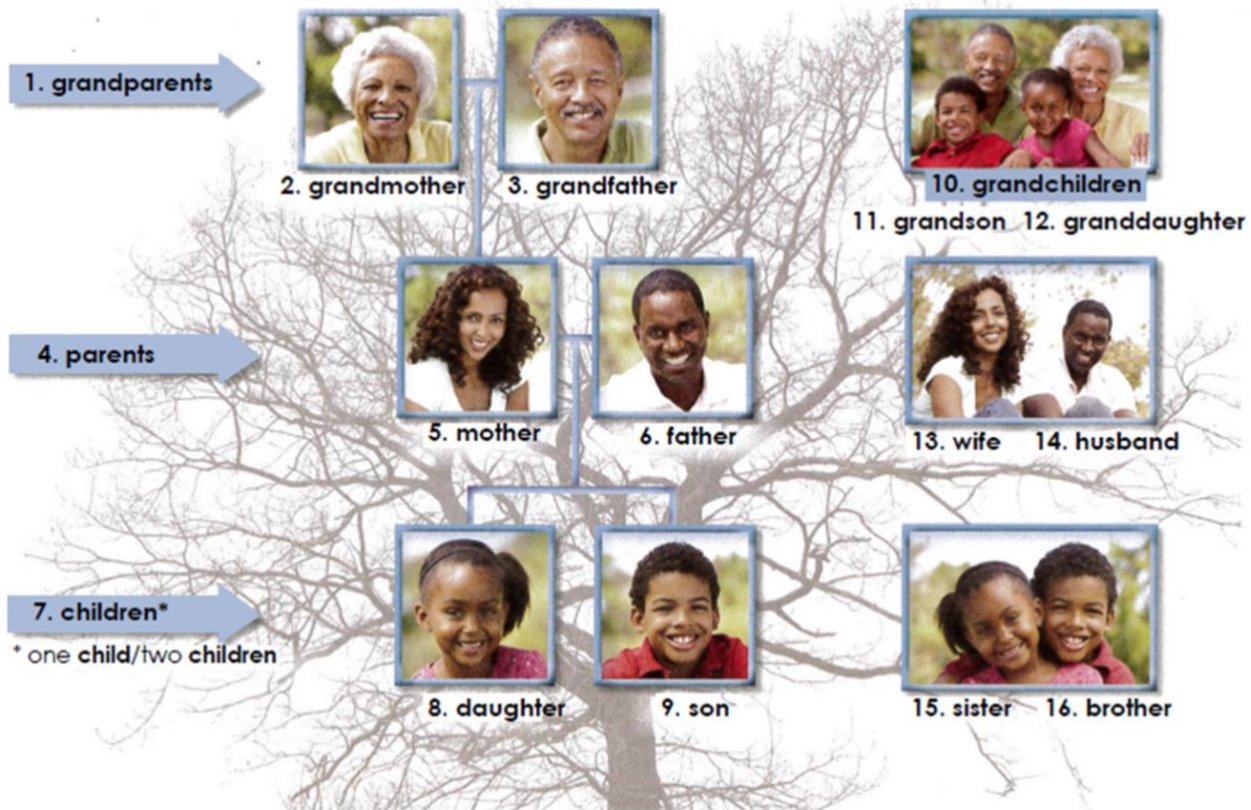 1. grandparents
2. grandmother
3. grandfather
10. grandchildren
11. grandson 12. granddaughter
4. parents
5. mother
6. father
13. wife 14. husband
7. children*
* one child/two children
8. daughter
9. son
15. sister 16. brother